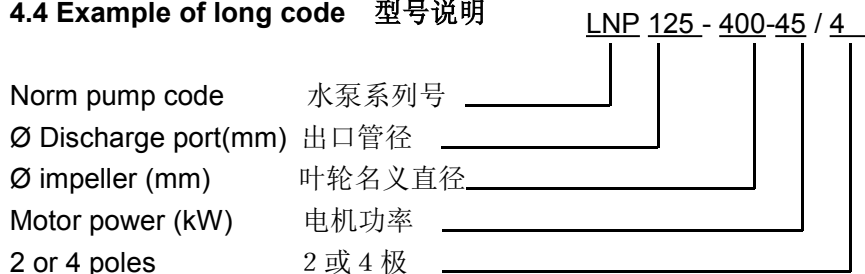 4.4 Example of long code 型号说明
LNP 125 - 400-45 / 4
Norm pump code 水泵系列号
Ø Discharge port(mm) 出口管径
Ø impeller (mm) 叶轮名义直径
Motor power (kW) 电机功率
2 or 4 poles 2 或 4 极